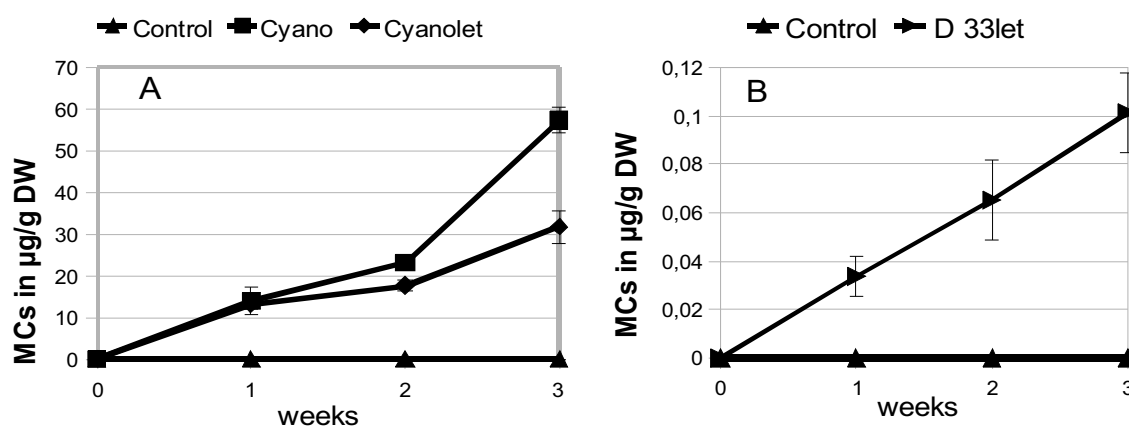 Control Cyano Cyanolet
A
70
60
50
40
30
20
10
0
MCs in µg/g DW
0 1 2 3
weeks
Control D 33let
B
0,12
0,1
0,08
0,06
0,04
0,02
0
MCs in µg/g DW
0 1 2 3
weeks